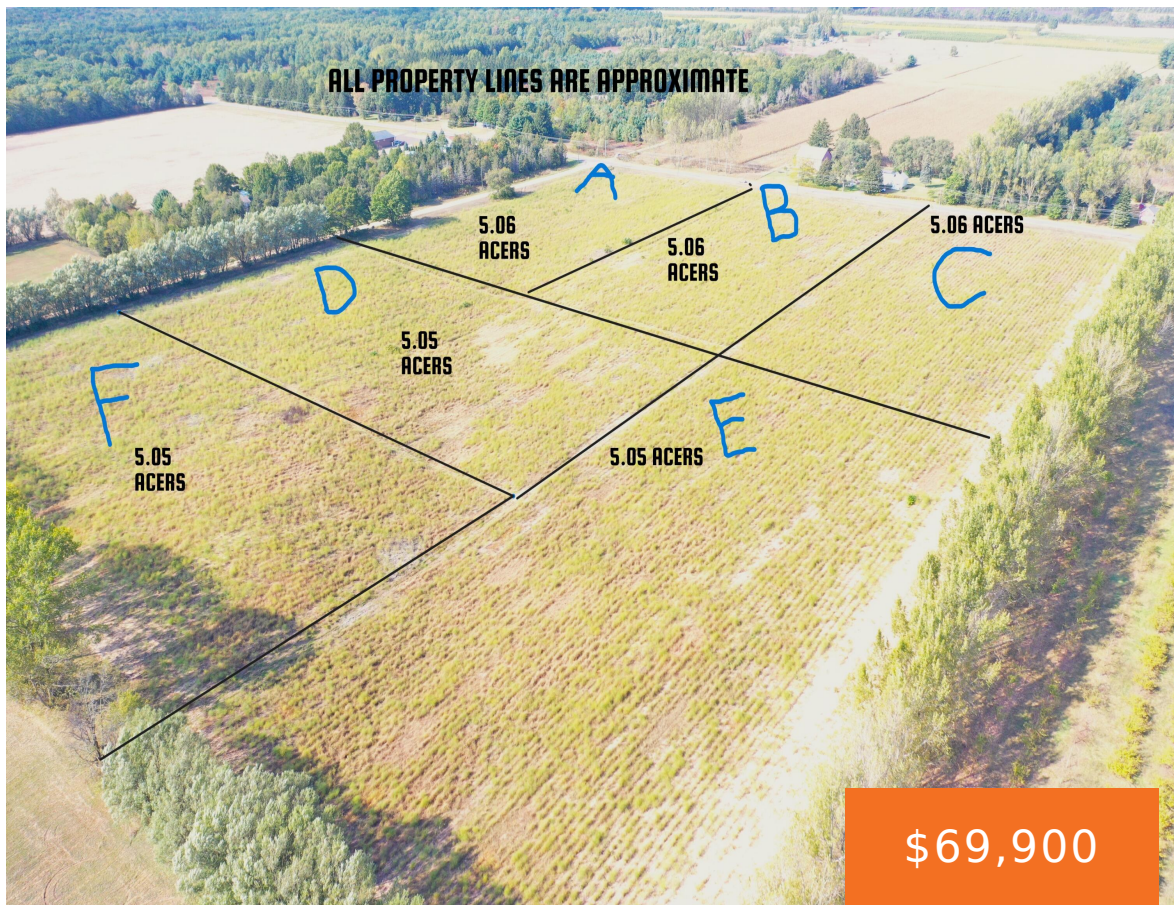 ALL PROPERTY LINES ARE APPROXIMATE
A
B
5.06
ACERS
5.06
ACERS
5.06 ACERS
C
D
5.05
ACERS
F
5.05
ACERS
E
5.05 ACERS
$69,900